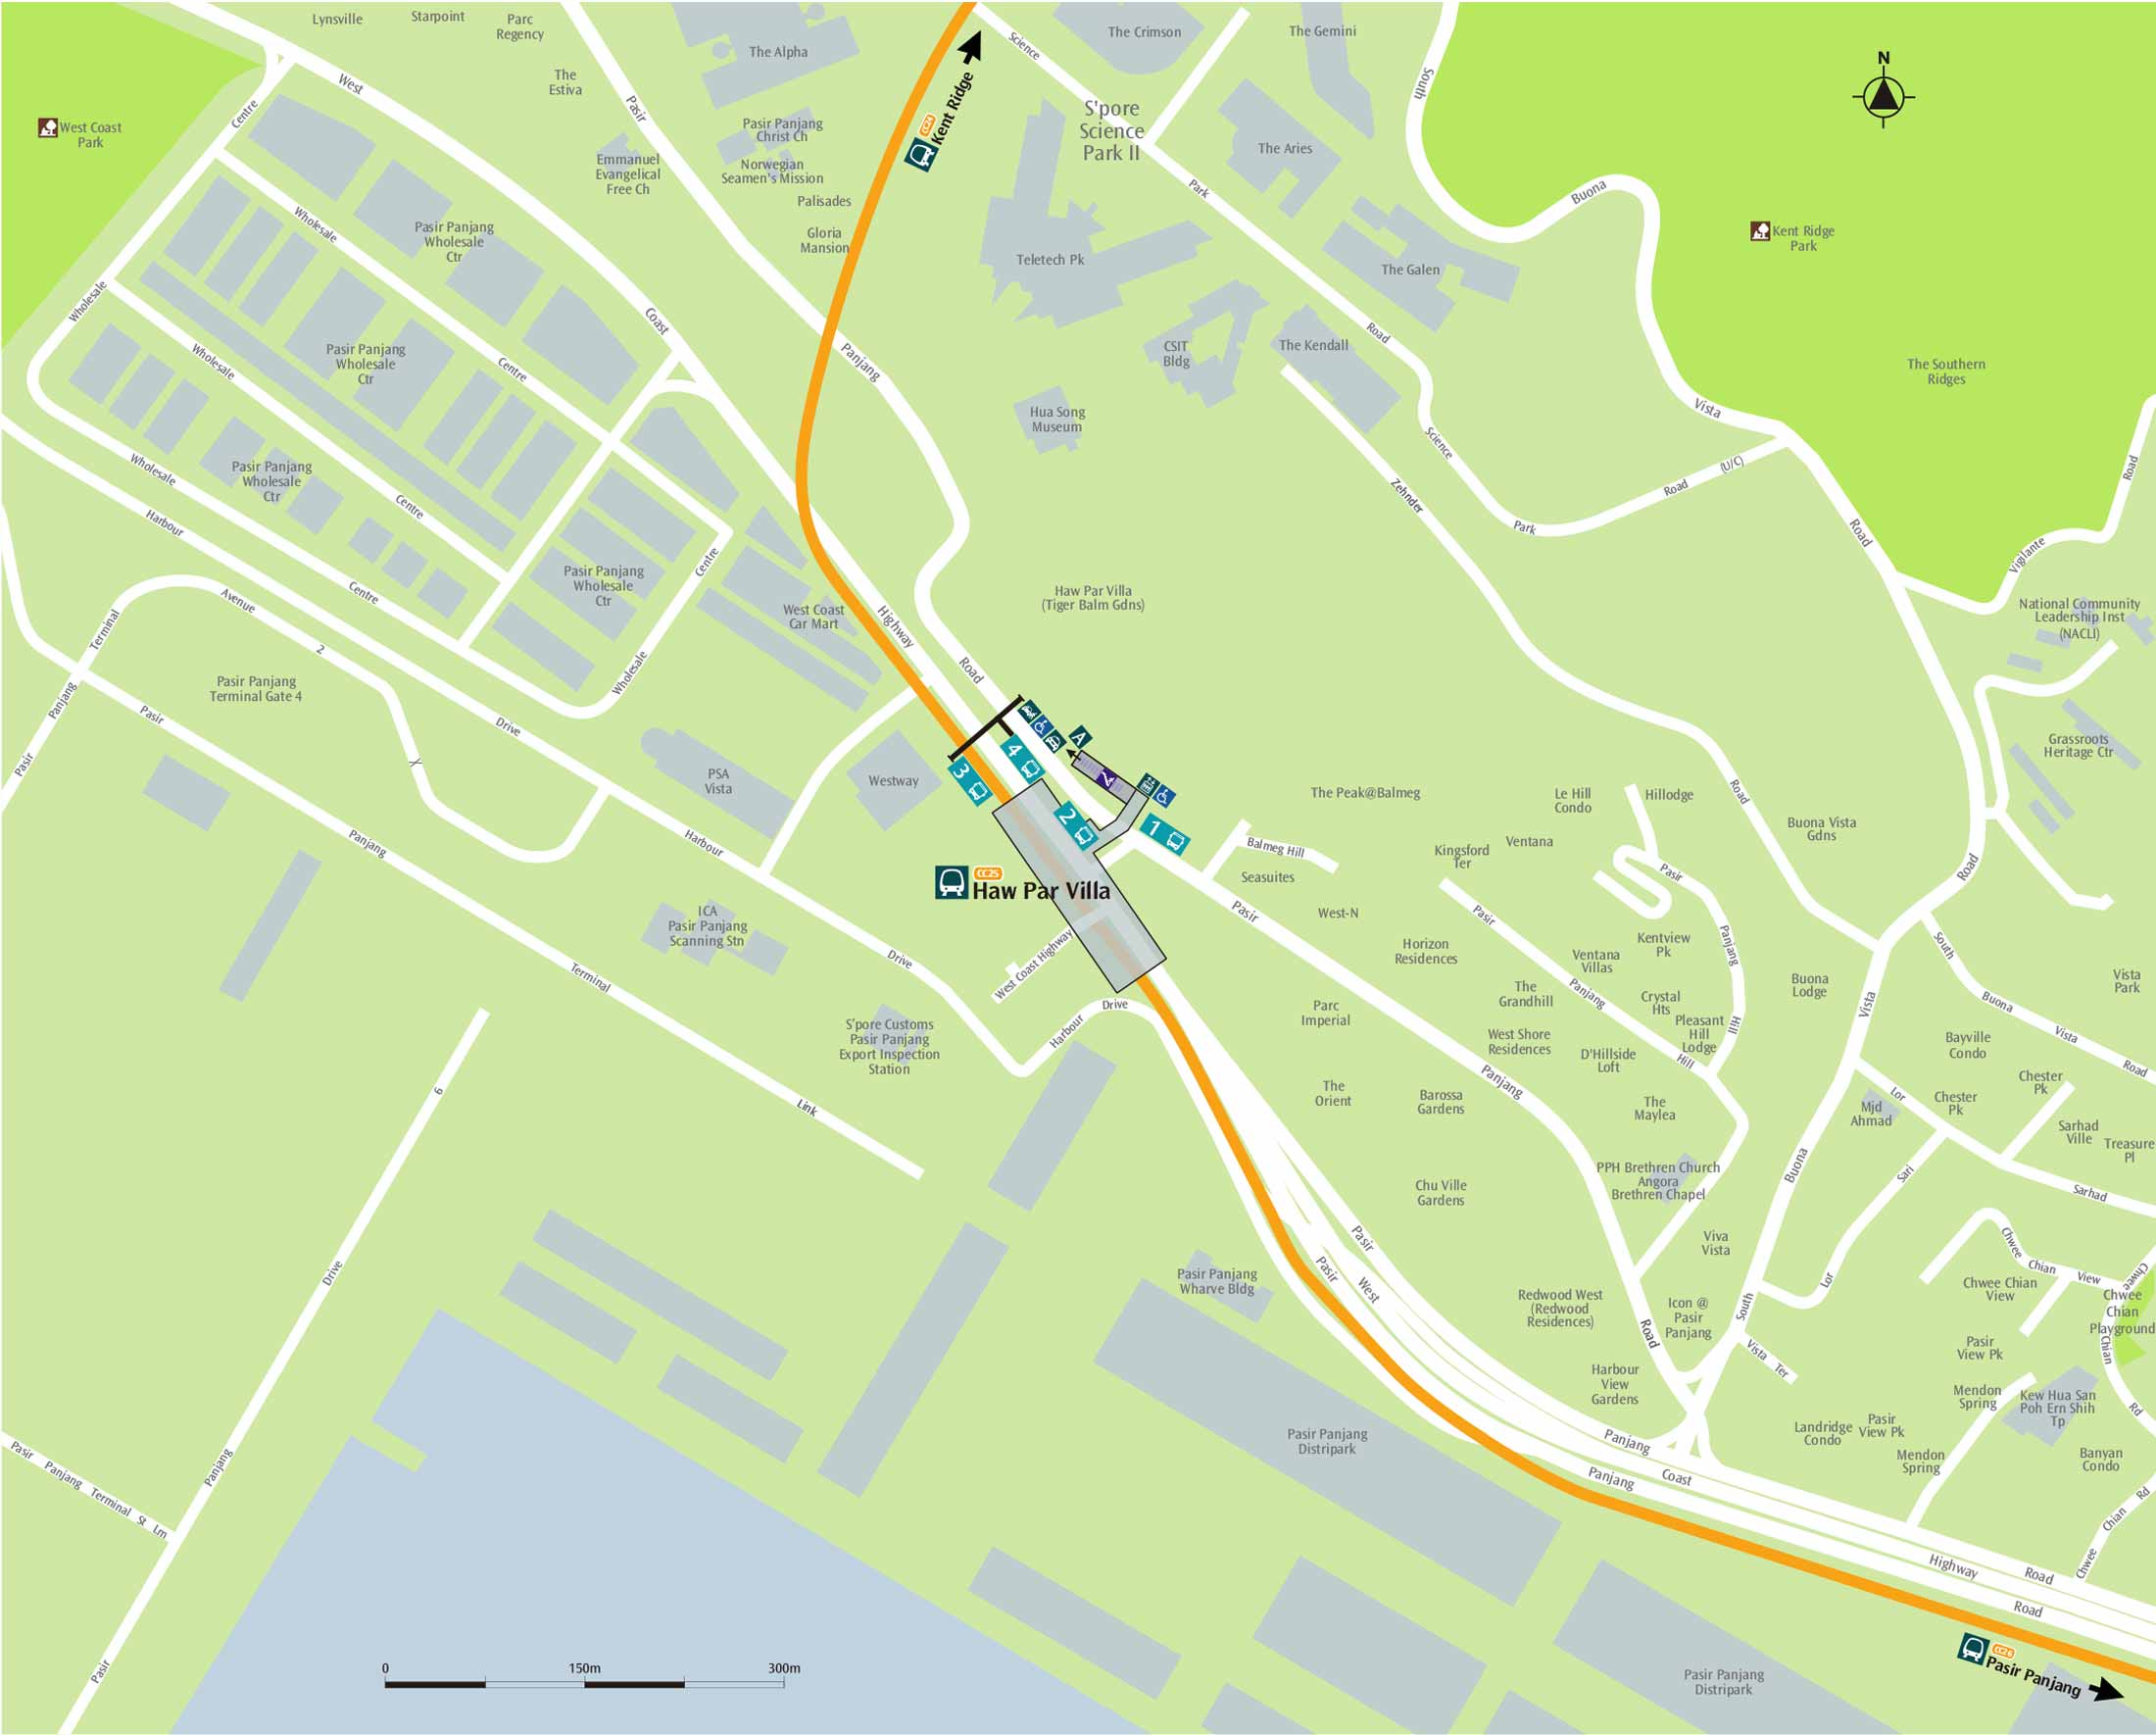 Lynsville
Starpoint
Parc
Regency
The Alpha
The Crimson
The Gemini
N
The
Estiva
West
Pasir
Centre
West Coast
Park
Pasir Panjang
Christ Ch
Norwegian
Seamen's Mission
Emmanuel
Evangelical
Free Ch
Palisades
Gloria
Mansion
CC24
Kent Ridge
Science
S'pore
Science
Park II
The Aries
South
Buona
Kent Ridge
Park
Park
Teletech Pk
The Galen
Pasir Panjang
Wholesale
Ctr
Wholesale
Wholesale
Coast
Panjang
CSIT
Bldg
The Kendall
Road
The Southern
Ridges
Pasir Panjang
Wholesale
Ctr
Wholesale
Centre
Hua Song
Museum
Vista
Science
(U/C)
Road
Road
Pasir Panjang
Wholesale
Ctr
Wholesale
Centre
Zehnder
Park
Road
Harbour
Centre
Vigilante
Pasir Panjang
Wholesale
Ctr
Centre
Avenue
Terminal
2
West Coast
Car Mart
Highway
Haw Par Villa
(Tiger Balm Gdns)
National Community
Leadership Inst
(NACLI)
Pasir Panjang
Terminal Gate 4
Wholesale
Road
Panjang
Pasir
Drive
X
Pasir
PSA
Vista
Westway
A
4
3
2
1
Grassroots
Heritage Ctr
The Peak@Balmeg
Le Hill
Condo
Hillodge
Road
Buona Vista
Gdns
Panjang
Harbour
Balmeg Hill
Kingsford
Ter
Ventana
Pasir
Road
CC25
Haw Par Villa
Seasuites
Pasir
West-N
Pasir
ICA
Pasir Panjang
Scanning Stn
Drive
West Coast Highway
Horizon
Residences
Kentview
Pk
Panjang
South
Ventana
Villas
Terminal
The
Grandhill
Panjang
Crystal
Hts
Buona
Lodge
Vista
Park
Buona
Drive
Harbour
Parc
Imperial
Pleasant
Hill
Lodge
Hill
Vista
Vista
Road
S'pore Customs
Pasir Panjang
Export Inspection
Station
West Shore
Residences
D'Hillside
Loft
Hill
Bayville
Condo
6
Link
The
Orient
Panjang
Barossa
Gardens
The
Maylea
Mjd
Ahmad
Lor
Chester
Pk
Chester
Pk
Sarhad
Ville
Treasure
Pl
PPH Brethren Church
Angora
Brethren Chapel
Buona
Sari
Sarhad
Chu Ville
Gardens
Pasir
Viva
Vista
Chwee
Chian
View
Chwee
Drive
Pasir
West
Pasir Panjang
Wharve Bldg
Lor
Chwee Chian
View
Chwee
Chian
Playground
Redwood West
(Redwood
Residences)
Icon @
Pasir
Panjang
South
Road
Vista
Ter
Pasir
View Pk
Chian
Harbour
View
Gardens
Mendon
Spring
Kew Hua San
Poh Ern Shih
Tp
Rd
Pasir Panjang
Distripark
Panjang
Landridge
Condo
Pasir
View Pk
Mendon
Spring
Banyan
Condo
Coast
Panjang
Pasir
Panjang
Terminal
St
Lm
Panjang
Chian
Rd
Chwee
Highway
Road
Road
Pasir
0
150m
300m
Pasir Panjang
Distripark
CC26
Pasir Panjang